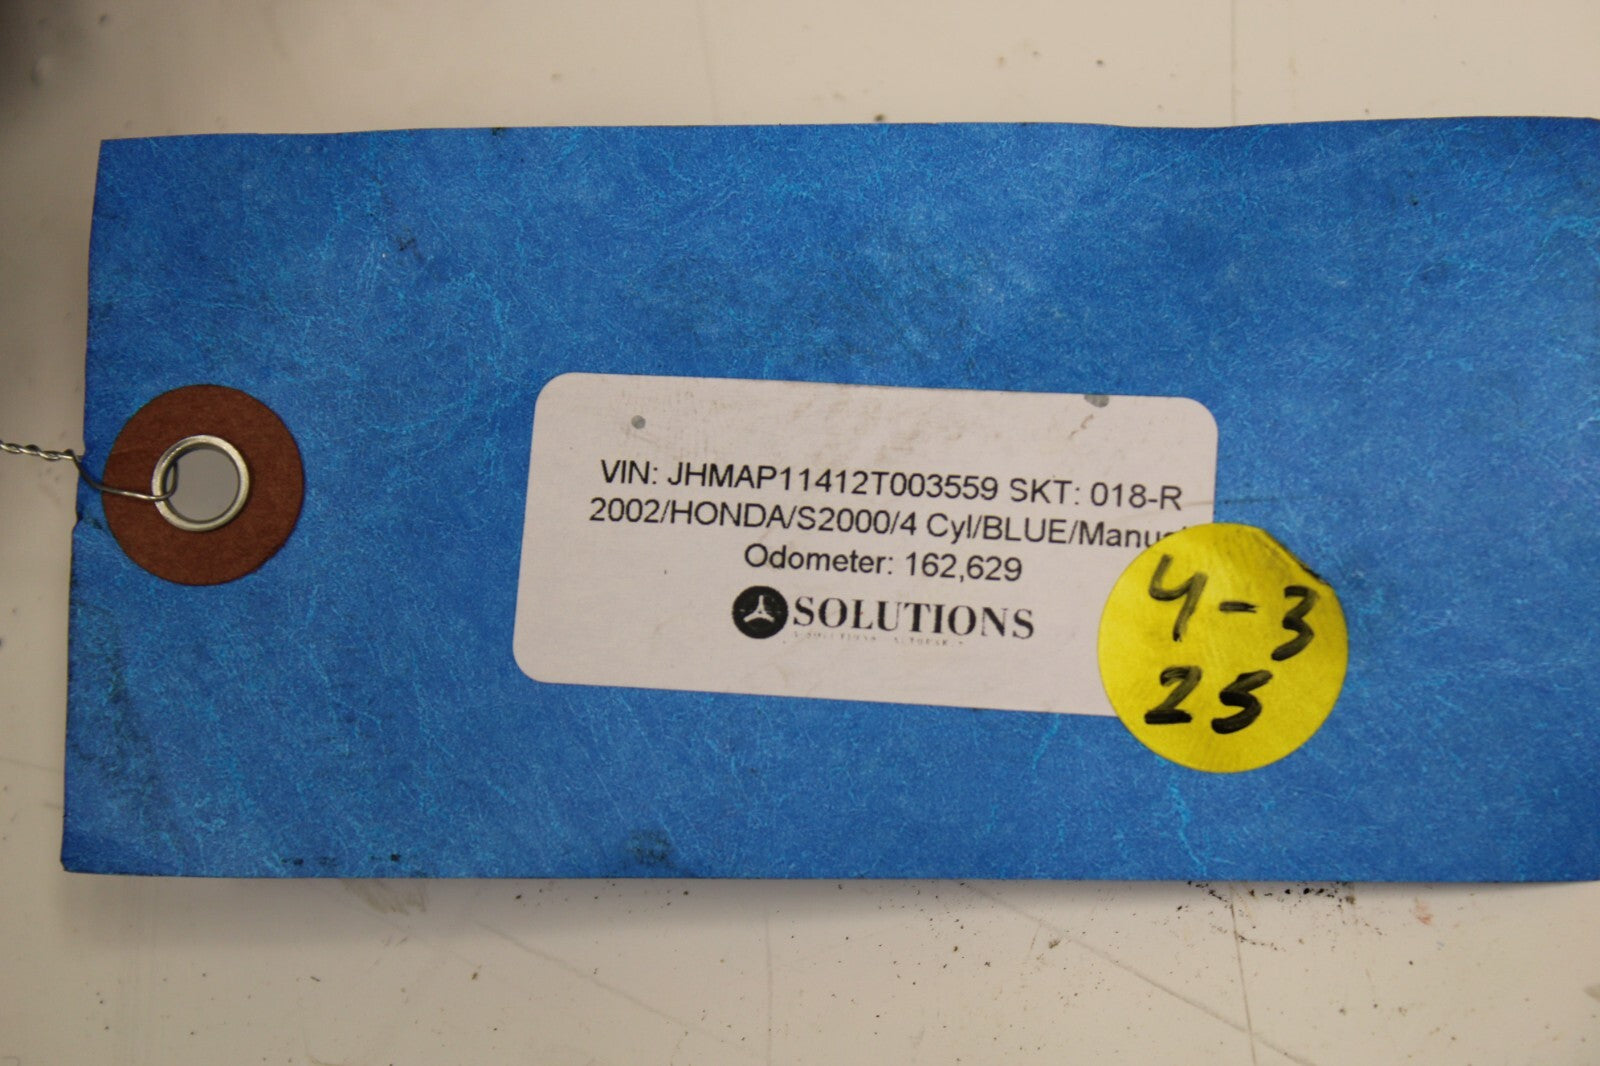 VIN: JHMAP11412T003559 SKT: 018-R
2002/HONDA/S2000/4 Cyl/BLUE/Manu
Odometer: 162,629
SOLUTIONS
4-3
25